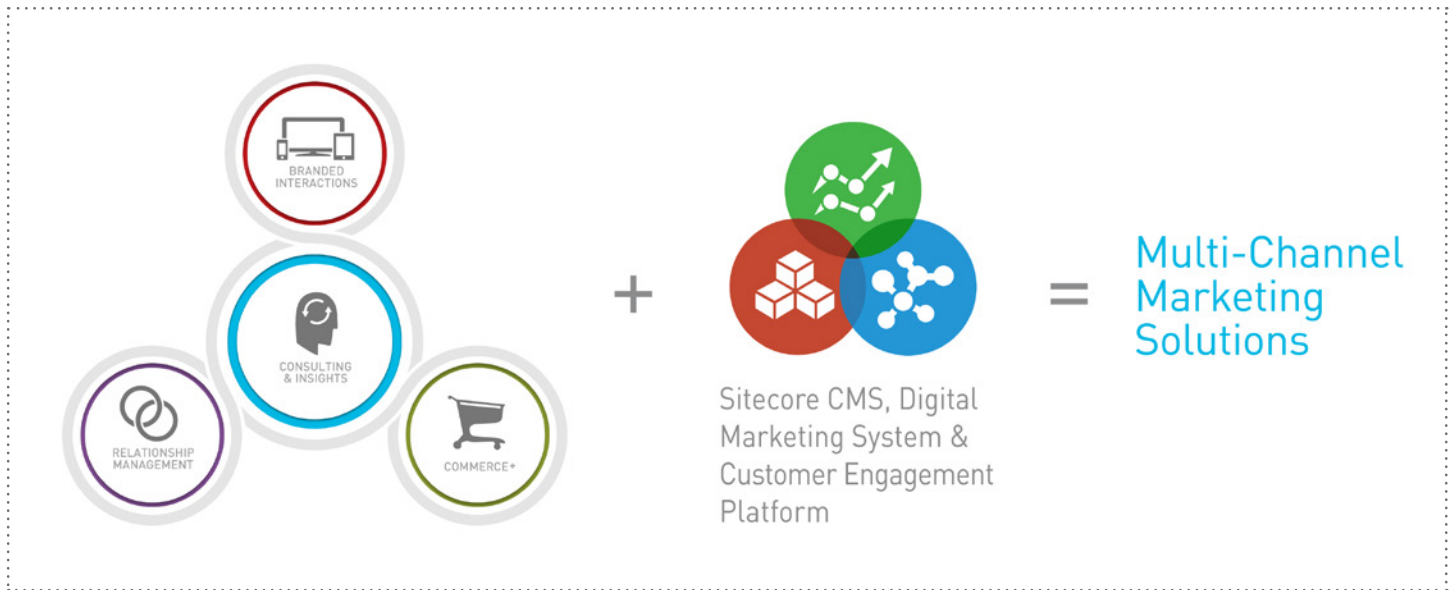 BRANDED
INTERACTIONS
CONSULTING
& INSIGHTS
RELATIONSHIP
MANAGEMENT
COMMERCE+
+
Sitecore CMS, Digital
Marketing System &
Customer Engagement
Platform
=
Multi-Channel
Marketing
Solutions